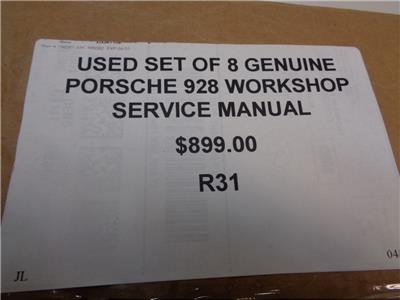 USED SET OF 8 GENUINE
PORSCHE 928 WORKSHOP
SERVICE MANUAL
$899.00
R31
JL
04